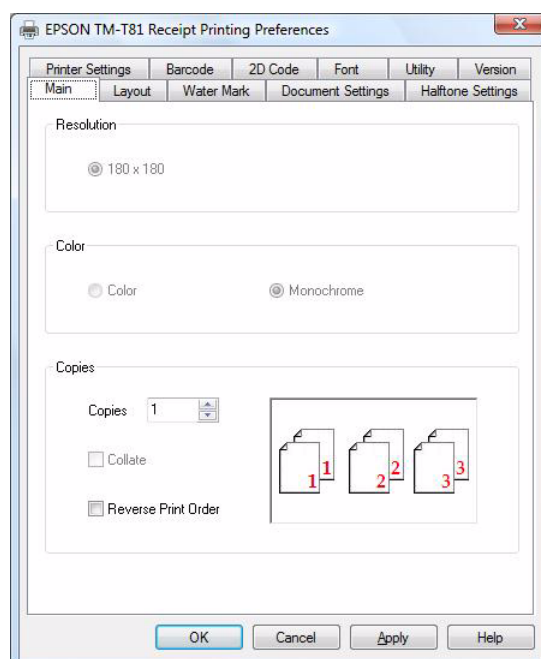 EPSON TM-T81 Receipt Printing Preferences
Printer Settings Barcode 2D Code Font Utility Version
Main Layout Water Mark Document Settings Halftone Settings
Resolution
180 x 180
Color
Color Monochrome
Copies
Copies 1
1 1 2 2 3 3
Collate
Reverse Print Order
OK Cancel Apply Help